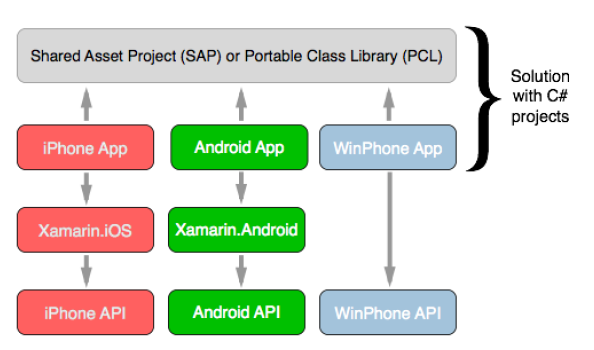 Shared Asset Project (SAP) or Portable Class Library (PCL)
Solution
with C#
projects
iPhone App
Android App
WinPhone App
Xamarin.iOS
Xamarin.Android
iPhone API
Android API
WinPhone API